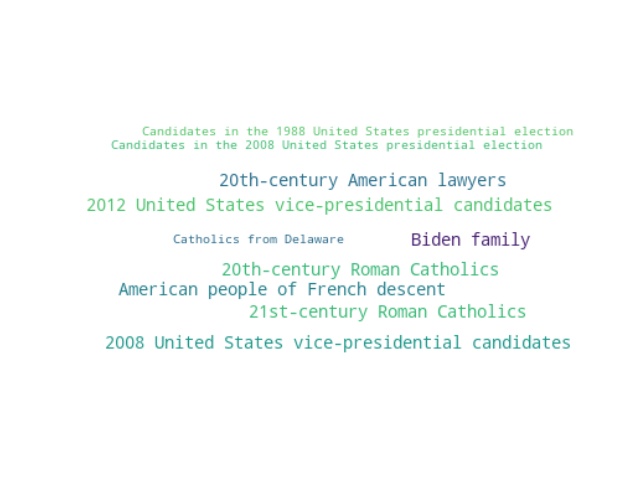 Candidates in the 1988 United States presidential election
Candidates in the 2008 United States presidential election
20th-century American lawyers
2012 United States vice-presidential candidates
Catholics from Delaware
Biden family
20th-century Roman Catholics
American people of French descent
21st-century Roman Catholics
2008 United States vice-presidential candidates